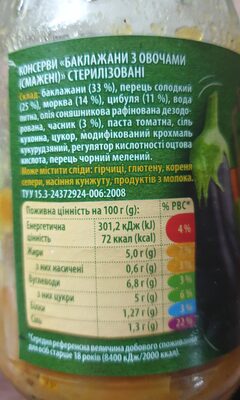 КОНСЕРВИ «БАКЛАЖАНИ З ОВОЧАМИ
(СМАЖЕНІ)» СТЕРИЛІЗОВАНІ
Склад: баклажани (33 %), перець солодкий
(25 %), морква (14 %), цибуля (11 %), вода
питна, олія соняшникова рафінована дезодо-
рована, часник (3 %), паста томатна, сіль
кухонна, цукор, модифікований крохмаль
кукурудзяний, регулятор кислотності оцтова
кислота, перець чорний мелений.
Може містити сліди: гірчиці, глютену, кореня
селери, насіння кунжуту, продуктів з молока.
ТУ У 15.3-24372924-006:2008
Поживна цінність на 100 г (g): % РВС*
Енергетична 301,2 кДж (kJ) 4 %
цінність 72 ккал (kcal)
Жири 5,0 г (g)
з них насичені 0,6 г (g)
Вуглеводи 6,8 г (g)
з них цукри 5 г (g) 6 %
Білки 1,27 г (g)
Сіль 1,3 г (g)
*Середня референсна величина добового споживання
для осіб старше 18 років (8400 кДж/2000 ккал).